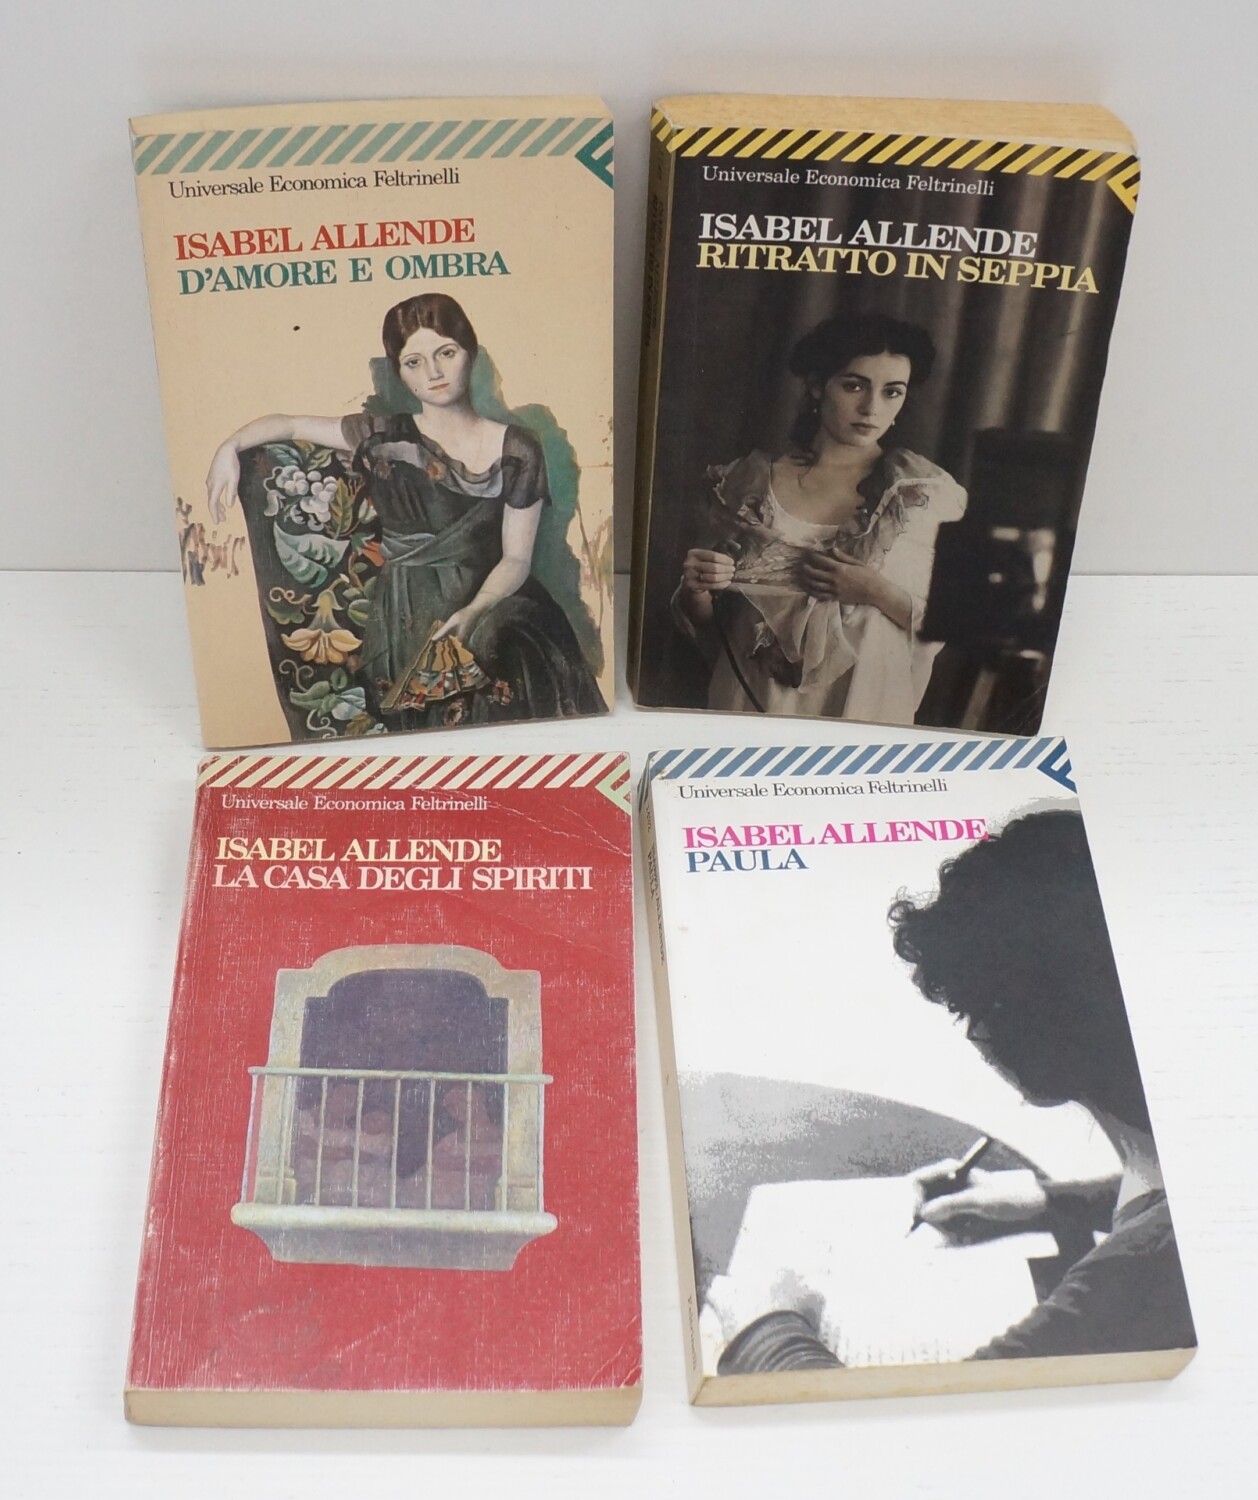 Universale Economica Feltrinelli
ISABEL ALLENDE
D'AMORE E OMBRA
Universale Economica Feltrinelli
ISABEL ALLENDE
RITRATTO IN SEPPIA
Universale Economica Feltrinelli
ISABEL ALLENDE
LA CASA DEGLI SPIRITI
Universale Economica Feltrinelli
ISABEL ALLENDE
PAULA